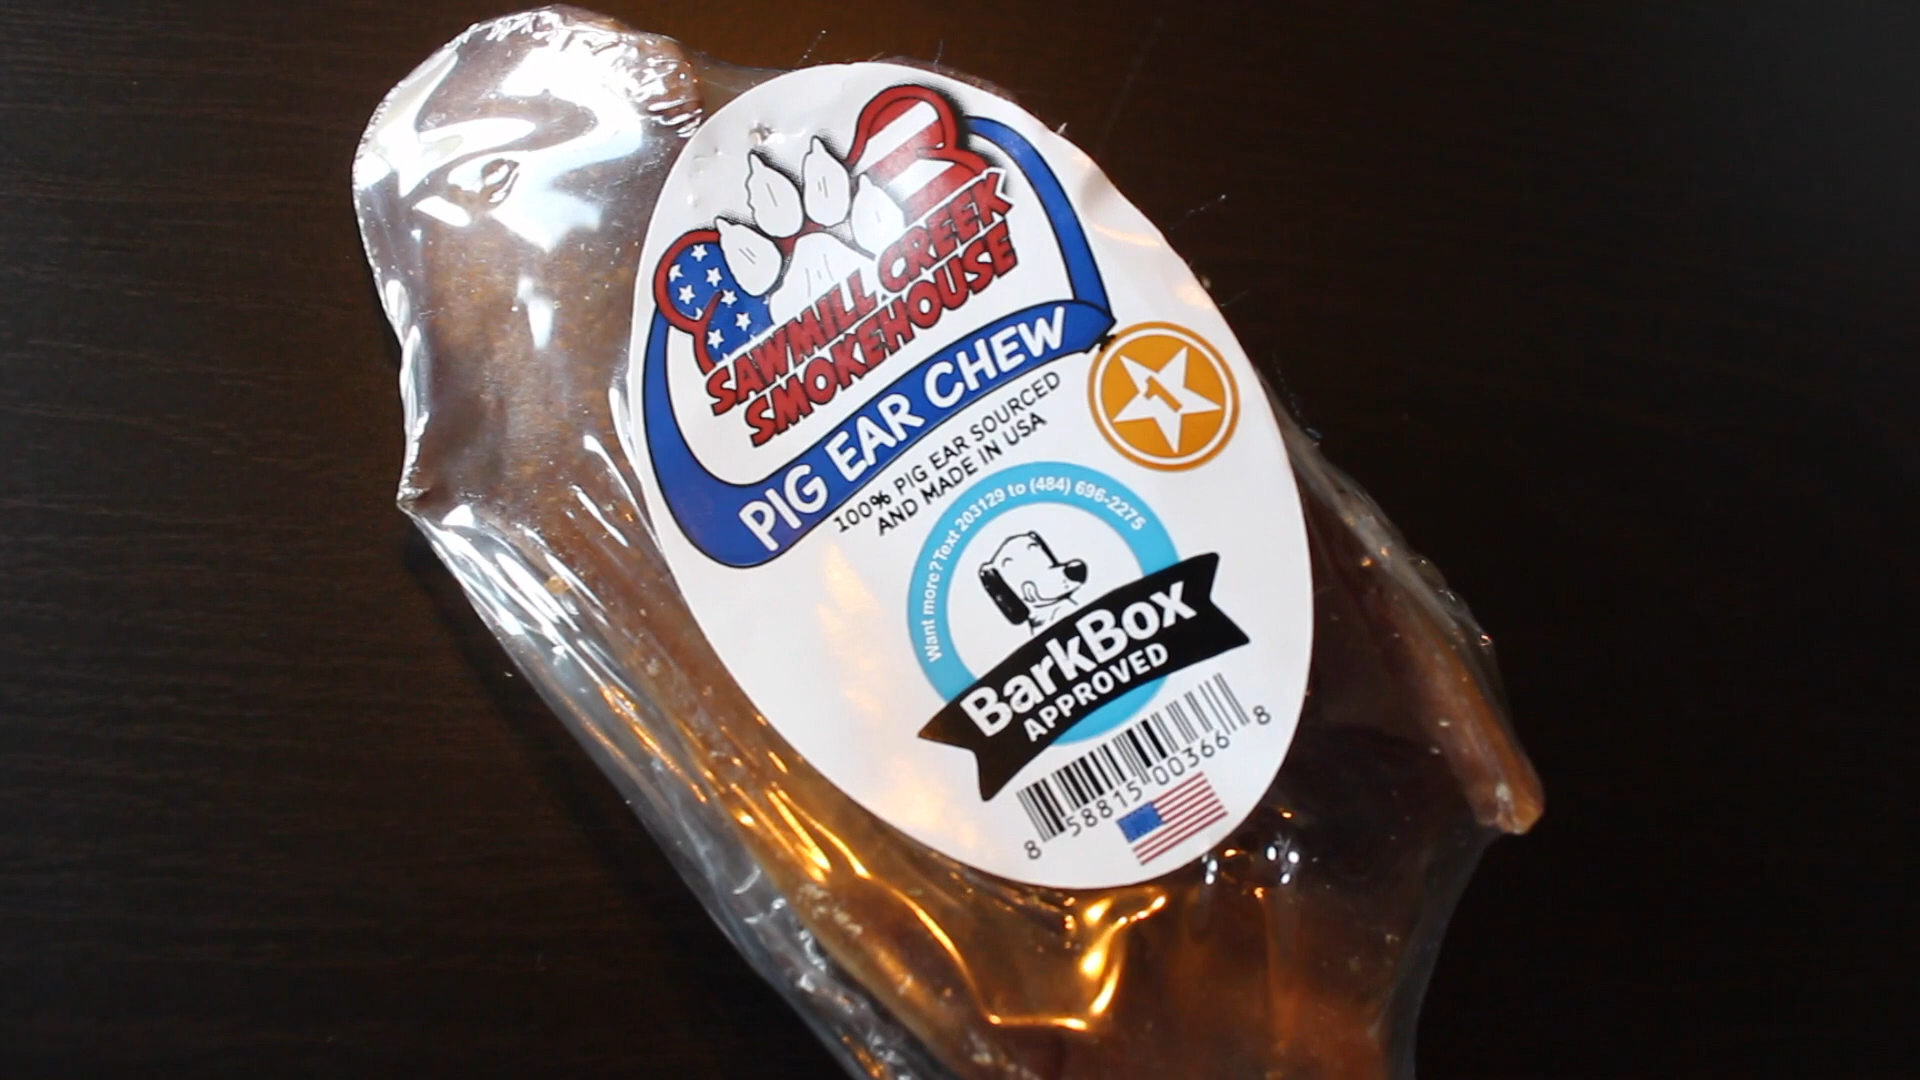 SAWMILL CREEK
SMOKEHOUSE
PIG EAR CHEW
100% PIG EAR SOURCED
AND MADE IN USA
1
Want more? Text 203129 to (484) 696-2275
BarkBox
APPROVED
8 58815 00366 8